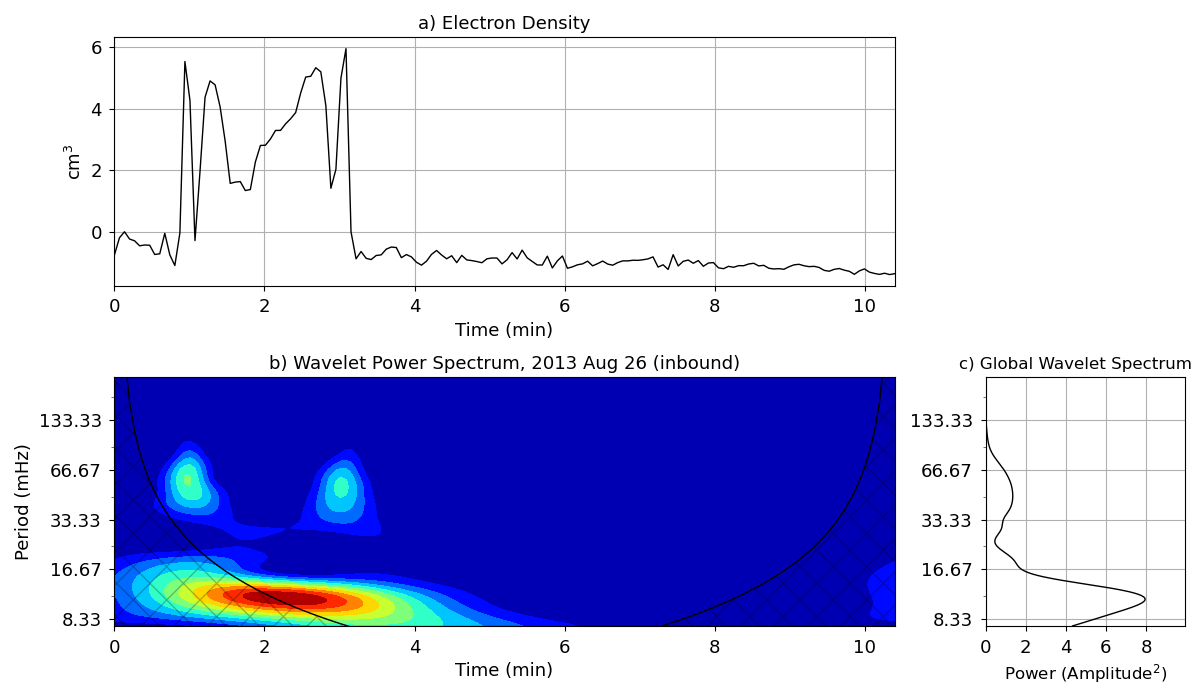 a) Electron Density
6
4
2
0
cm³
0 2 4 6 8 10
Time (min)
b) Wavelet Power Spectrum, 2013 Aug 26 (inbound)
133.33
66.67
33.33
16.67
8.33
Period (mHz)
0 2 4 6 8 10
Time (min)
c) Global Wavelet Spectrum
133.33
66.67
33.33
16.67
8.33
0 2 4 6 8
Power (Amplitude²)